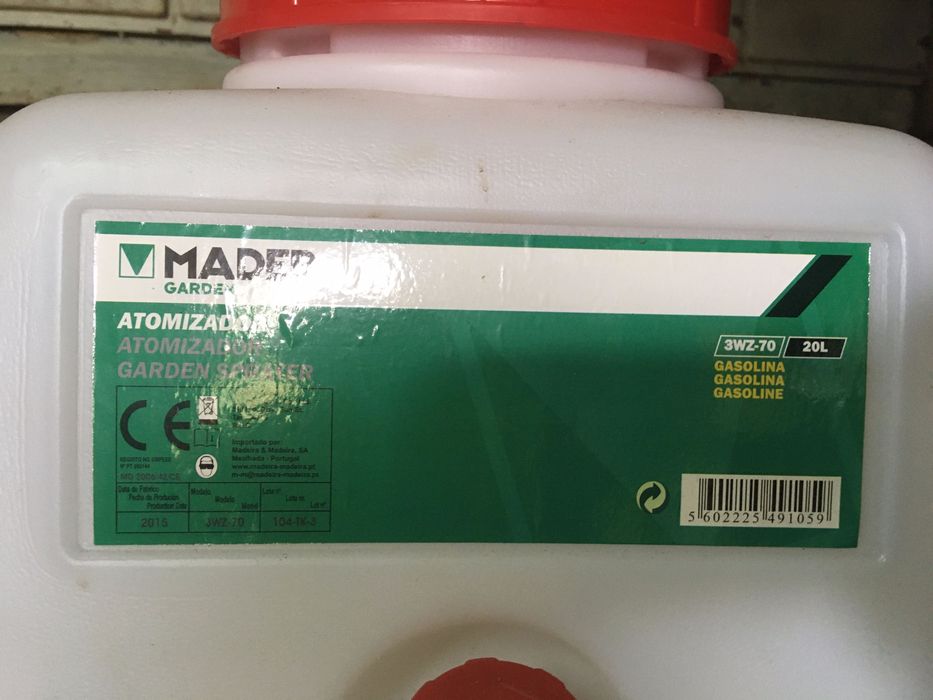 MADER
GARDEN
ATOMIZADOR
ATOMIZADOR
GARDEN SPRAYER
3WZ-70 20L
GASOLINA
GASOLINA
GASOLINE
CE
Importado por:
Madeira & Madeira, SA
Mealhada - Portugal
www.madeira-madeira.pt
m-m@madeira-madeira.pt
MD 2006/42/CE
Data de Fabrico Modelo Lote nº
Fecha de Producion Modelo Lote nr.
Production Date Model Lot nº
2015 3WZ-70 104-TK-3
5 602225 491059